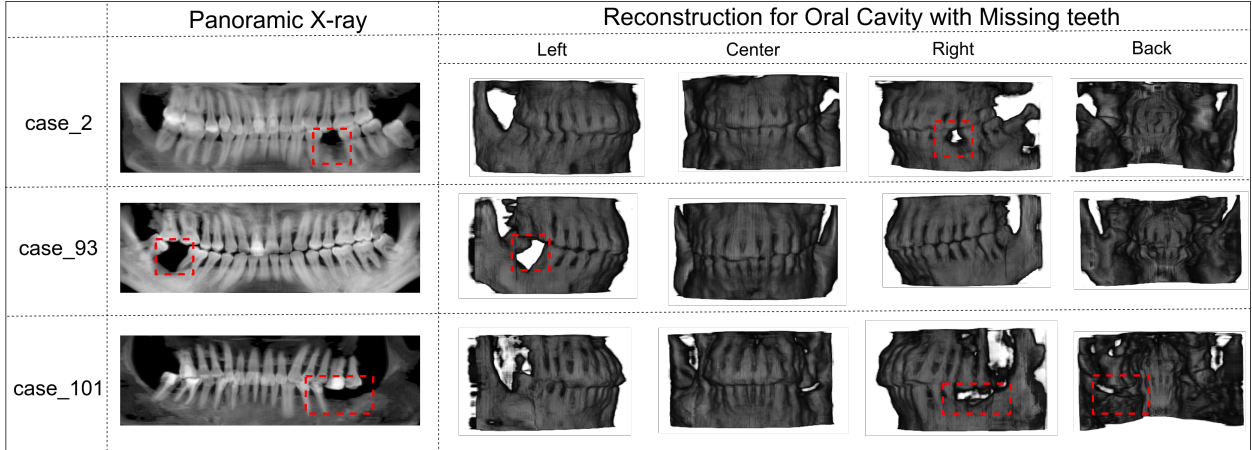 Panoramic X-ray
Reconstruction for Oral Cavity with Missing teeth
Left Center Right Back
case_2
case_93
case_101